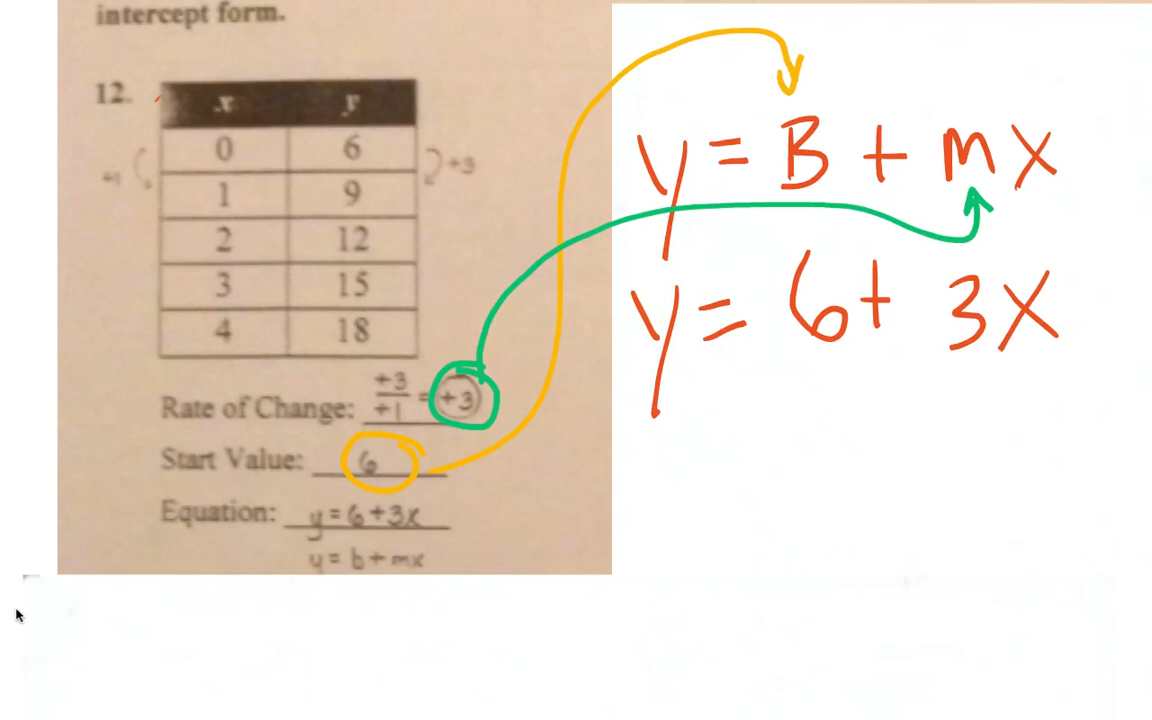 intercept form.
12.
x y
0 6
+1 +3
1 9
2 12
3 15
4 18
Rate of Change: +3/+1 = +3
Start Value: 6
Equation: y = 6 + 3x
y = b + mx
y = B + mx
y = 6 + 3x